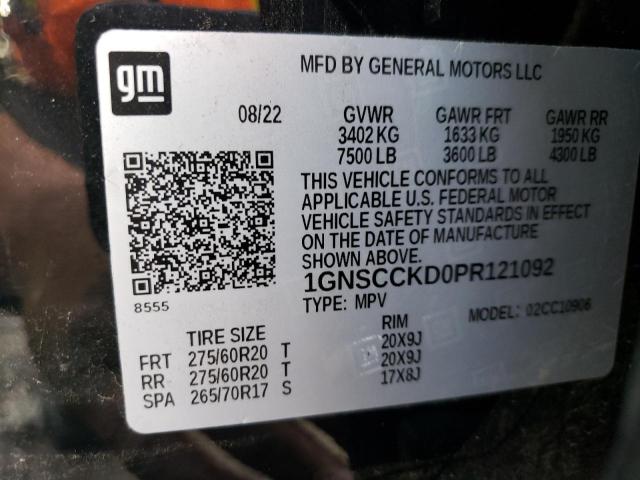 gm
MFD BY GENERAL MOTORS LLC
08/22 GVWR GAWR FRT GAWR RR
3402 KG 1633 KG 1950 KG
7500 LB 3600 LB 4300 LB
THIS VEHICLE CONFORMS TO ALL
APPLICABLE U.S. FEDERAL MOTOR
VEHICLE SAFETY STANDARDS IN EFFECT
ON THE DATE OF MANUFACTURE
SHOWN ABOVE.
1GNSCCKD0PR121092
8555 TYPE: MPV MODEL: 02CC10906
TIRE SIZE RIM
FRT 275/60R20 T 20X9J
RR 275/60R20 T 20X9J
SPA 265/70R17 S 17X8J